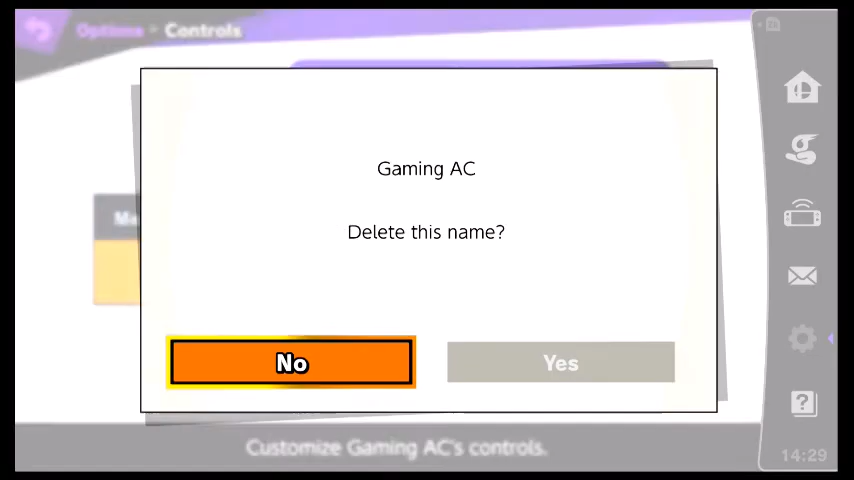 Options - Controls
Gaming AC
Delete this name?
No
Yes
Customize Gaming AC's controls.
14:29